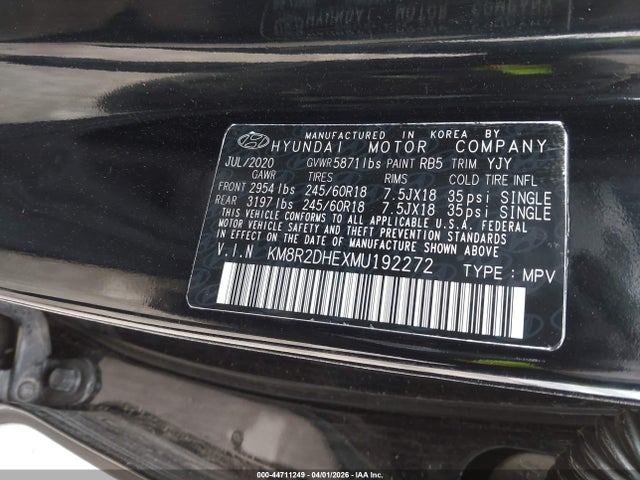 MANUFACTURED IN KOREA BY
HYUNDAI MOTOR COMPANY
JUL/2020 GVWR 5871 lbs PAINT RB5 TRIM YJY
GAWR TIRES RIMS COLD TIRE INFL
FRONT 2954 lbs 245/60R18 7.5JX18 35psi SINGLE
REAR 3197 lbs 245/60R18 7.5JX18 35psi SINGLE
THIS VEHICLE CONFORMS TO ALL APPLICABLE U.S.A. FEDERAL
MOTOR VEHICLE SAFETY AND THEFT PREVENTION STANDARDS
IN EFFECT ON THE DATE OF MANUFACTURE SHOWN ABOVE.
V.I.N KM8R2DHEXMU192272 TYPE : MPV
000-44711249 - 04/01/2026 - IAA Inc.